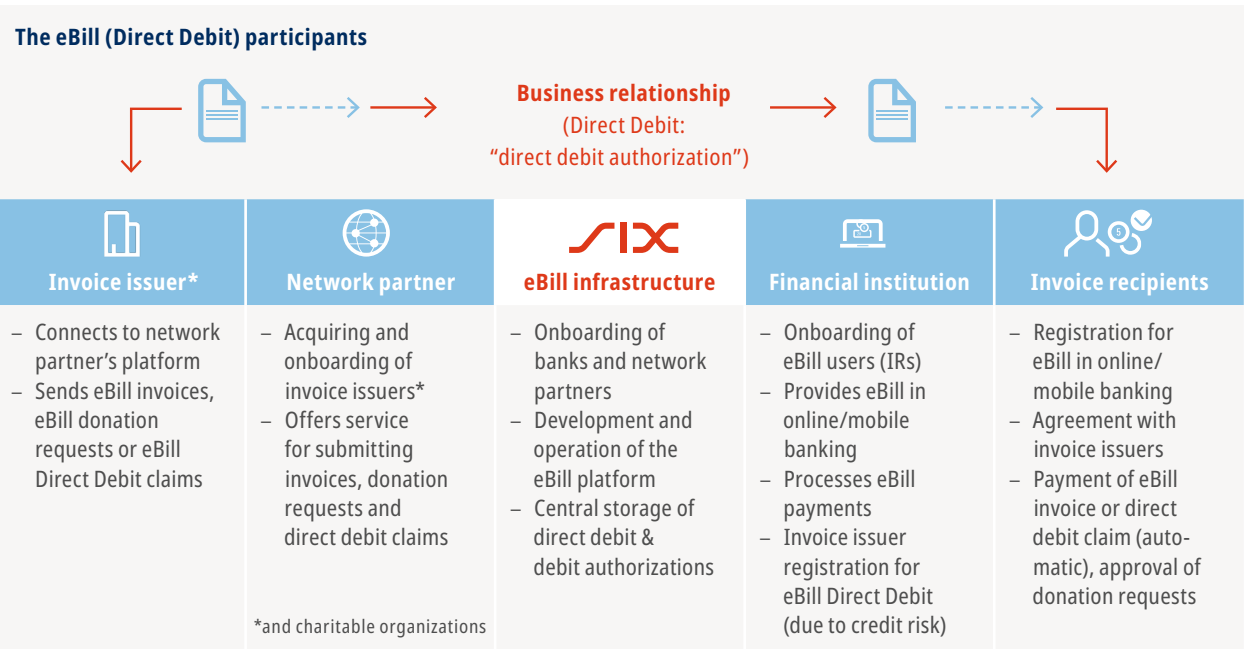 The eBill (Direct Debit) participants
Business relationship
(Direct Debit:
“direct debit authorization”)
Invoice issuer*
– Connects to network
partner’s platform
– Sends eBill invoices,
eBill donation
requests or eBill
Direct Debit claims
Network partner
– Acquiring and
onboarding of
invoice issuers*
– Offers service
for submitting
invoices, donation
requests and
direct debit claims
*and charitable organizations
SIX
eBill infrastructure
– Onboarding of
banks and network
partners
– Development and
operation of the
eBill platform
– Central storage of
direct debit &
debit authorizations
Financial institution
– Onboarding of
eBill users (IRs)
– Provides eBill in
online/mobile
banking
– Processes eBill
payments
– Invoice issuer
registration for
eBill Direct Debit
(due to credit risk)
5
Invoice recipients
– Registration for
eBill in online/
mobile banking
– Agreement with
invoice issuers
– Payment of eBill
invoice or direct
debit claim (auto-
matic), approval of
donation requests